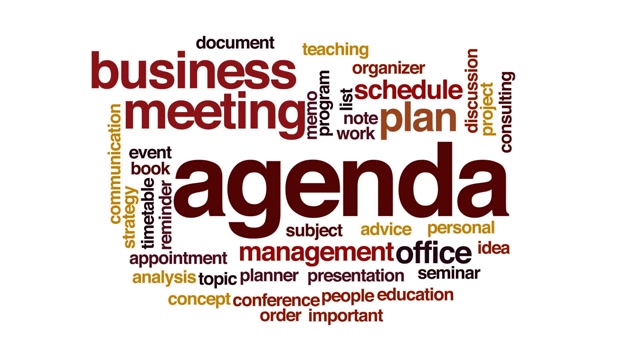 document
teaching
business
organizer
meeting
memo
program
list
schedule
note
work
plan
discussion
project
consulting
communication
strategy
event
book
timetable
reminder
agenda
subject
advice
personal
appointment
management
office
idea
analysis
topic
planner
presentation
seminar
concept
conference
people
education
order
important